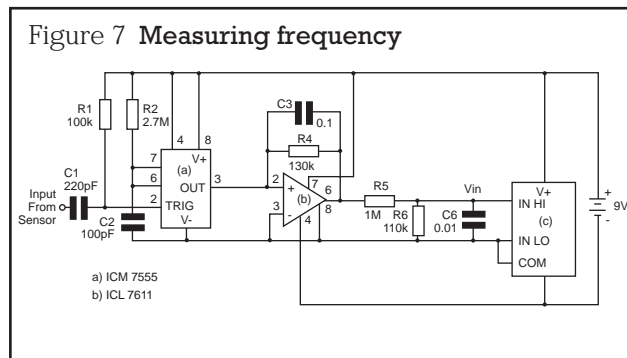 Figure 7 Measuring frequency
R1
100k
R2
2.7M
C3
0.1
R4
130k
4
8
V+
(a)
7
6
OUT
3
2
TRIG
V-
C1
220pF
Input
From
Sensor
C2
100pF
2
+
7
(b)
6
3
-
4
8
R5
1M
R6
110k
Vin
C6
0.01
V+
IN HI
(c)
IN LO
COM
+
9V
-
a) ICM 7555
b) ICL 7611